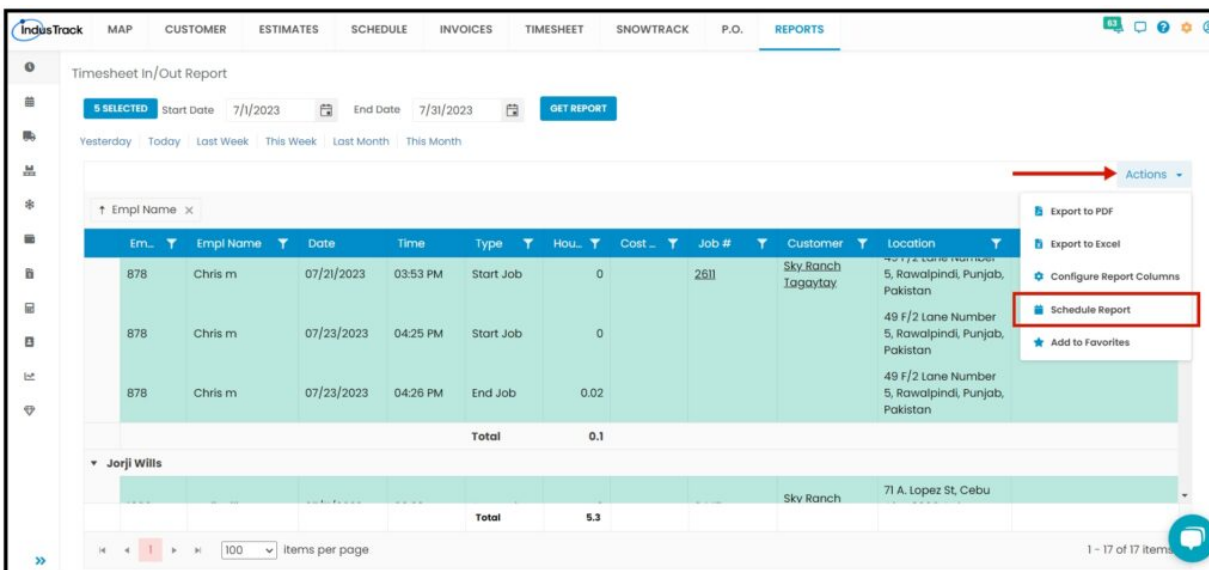 IndusTrack MAP CUSTOMER ESTIMATES SCHEDULE INVOICES TIMESHEET SNOWTRACK P.O. REPORTS 63
Timesheet In/Out Report
5 SELECTED Start Date 7/1/2023 End Date 7/31/2023 GET REPORT
Yesterday Today Last Week This Week Last Month This Month
Actions
↑ Empl Name ×
Export to PDF
Export to Excel
Configure Report Columns
Schedule Report
Add to Favorites
Em... Empl Name Date Time Type Hou... Cost ... Job # Customer Location
878 Chris m 07/21/2023 03:53 PM Start Job 0 2611 Sky Ranch Tagaytay 49 F/2 Lane Number
5, Rawalpindi, Punjab,
Pakistan
878 Chris m 07/23/2023 04:25 PM Start Job 0 49 F/2 Lane Number
5, Rawalpindi, Punjab,
Pakistan
878 Chris m 07/23/2023 04:26 PM End Job 0.02 49 F/2 Lane Number
5, Rawalpindi, Punjab,
Pakistan
Total 0.1
Jorji Wills
Sky Ranch 71 A. Lopez St, Cebu
Total 5.3
1 100 items per page 1 - 17 of 17 items